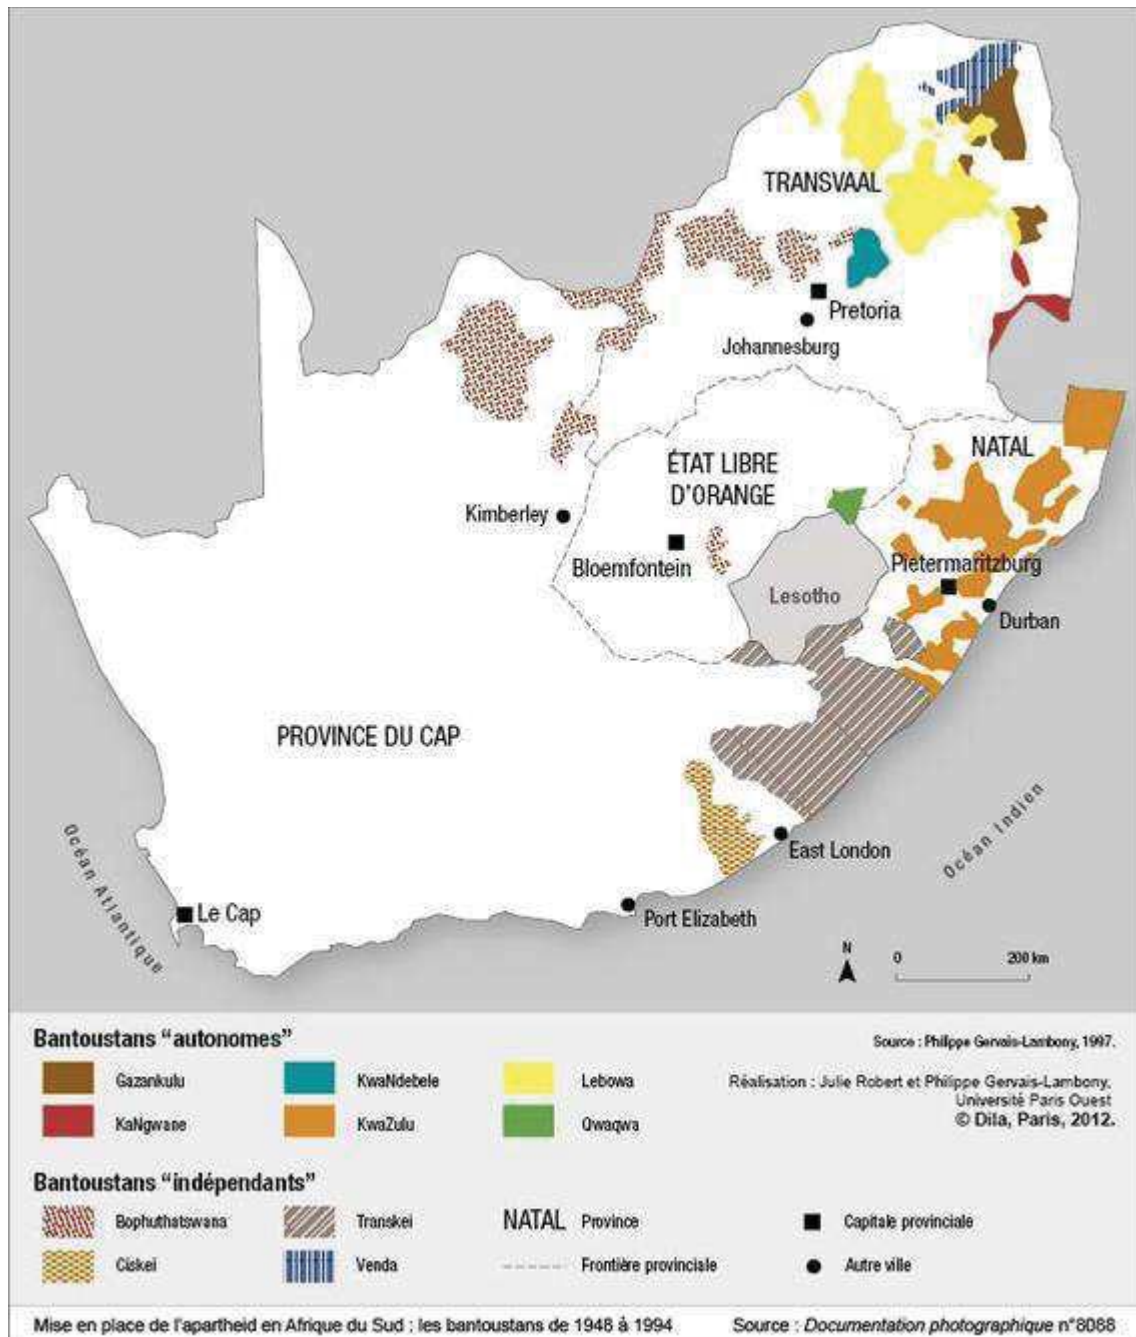 TRANSVAAL
Pretoria
Johannesburg
NATAL
ÉTAT LIBRE
D'ORANGE
Kimberley
Bloemfontein
Pietermaritzburg
Lesotho
Durban
PROVINCE DU CAP
East London
Océan Indien
Océan Atlantique
Le Cap
Port Elizabeth
N
0 200 km
Bantoustans "autonomes"
Source : Philippe Gervais-Lambony, 1997.
Gazankulu KwaNdebele Lebowa
Réalisation : Julie Robert et Philippe Gervais-Lambony,
Université Paris Ouest
KaNgwane KwaZulu Qwaqwa
© Dila, Paris, 2012.
Bantoustans "indépendants"
Bophuthatswana Transkei NATAL Province Capitale provinciale
Ciskei Venda Frontière provinciale Autre ville
Mise en place de l'apartheid en Afrique du Sud : les bantoustans de 1948 à 1994 Source : Documentation photographique n°8088